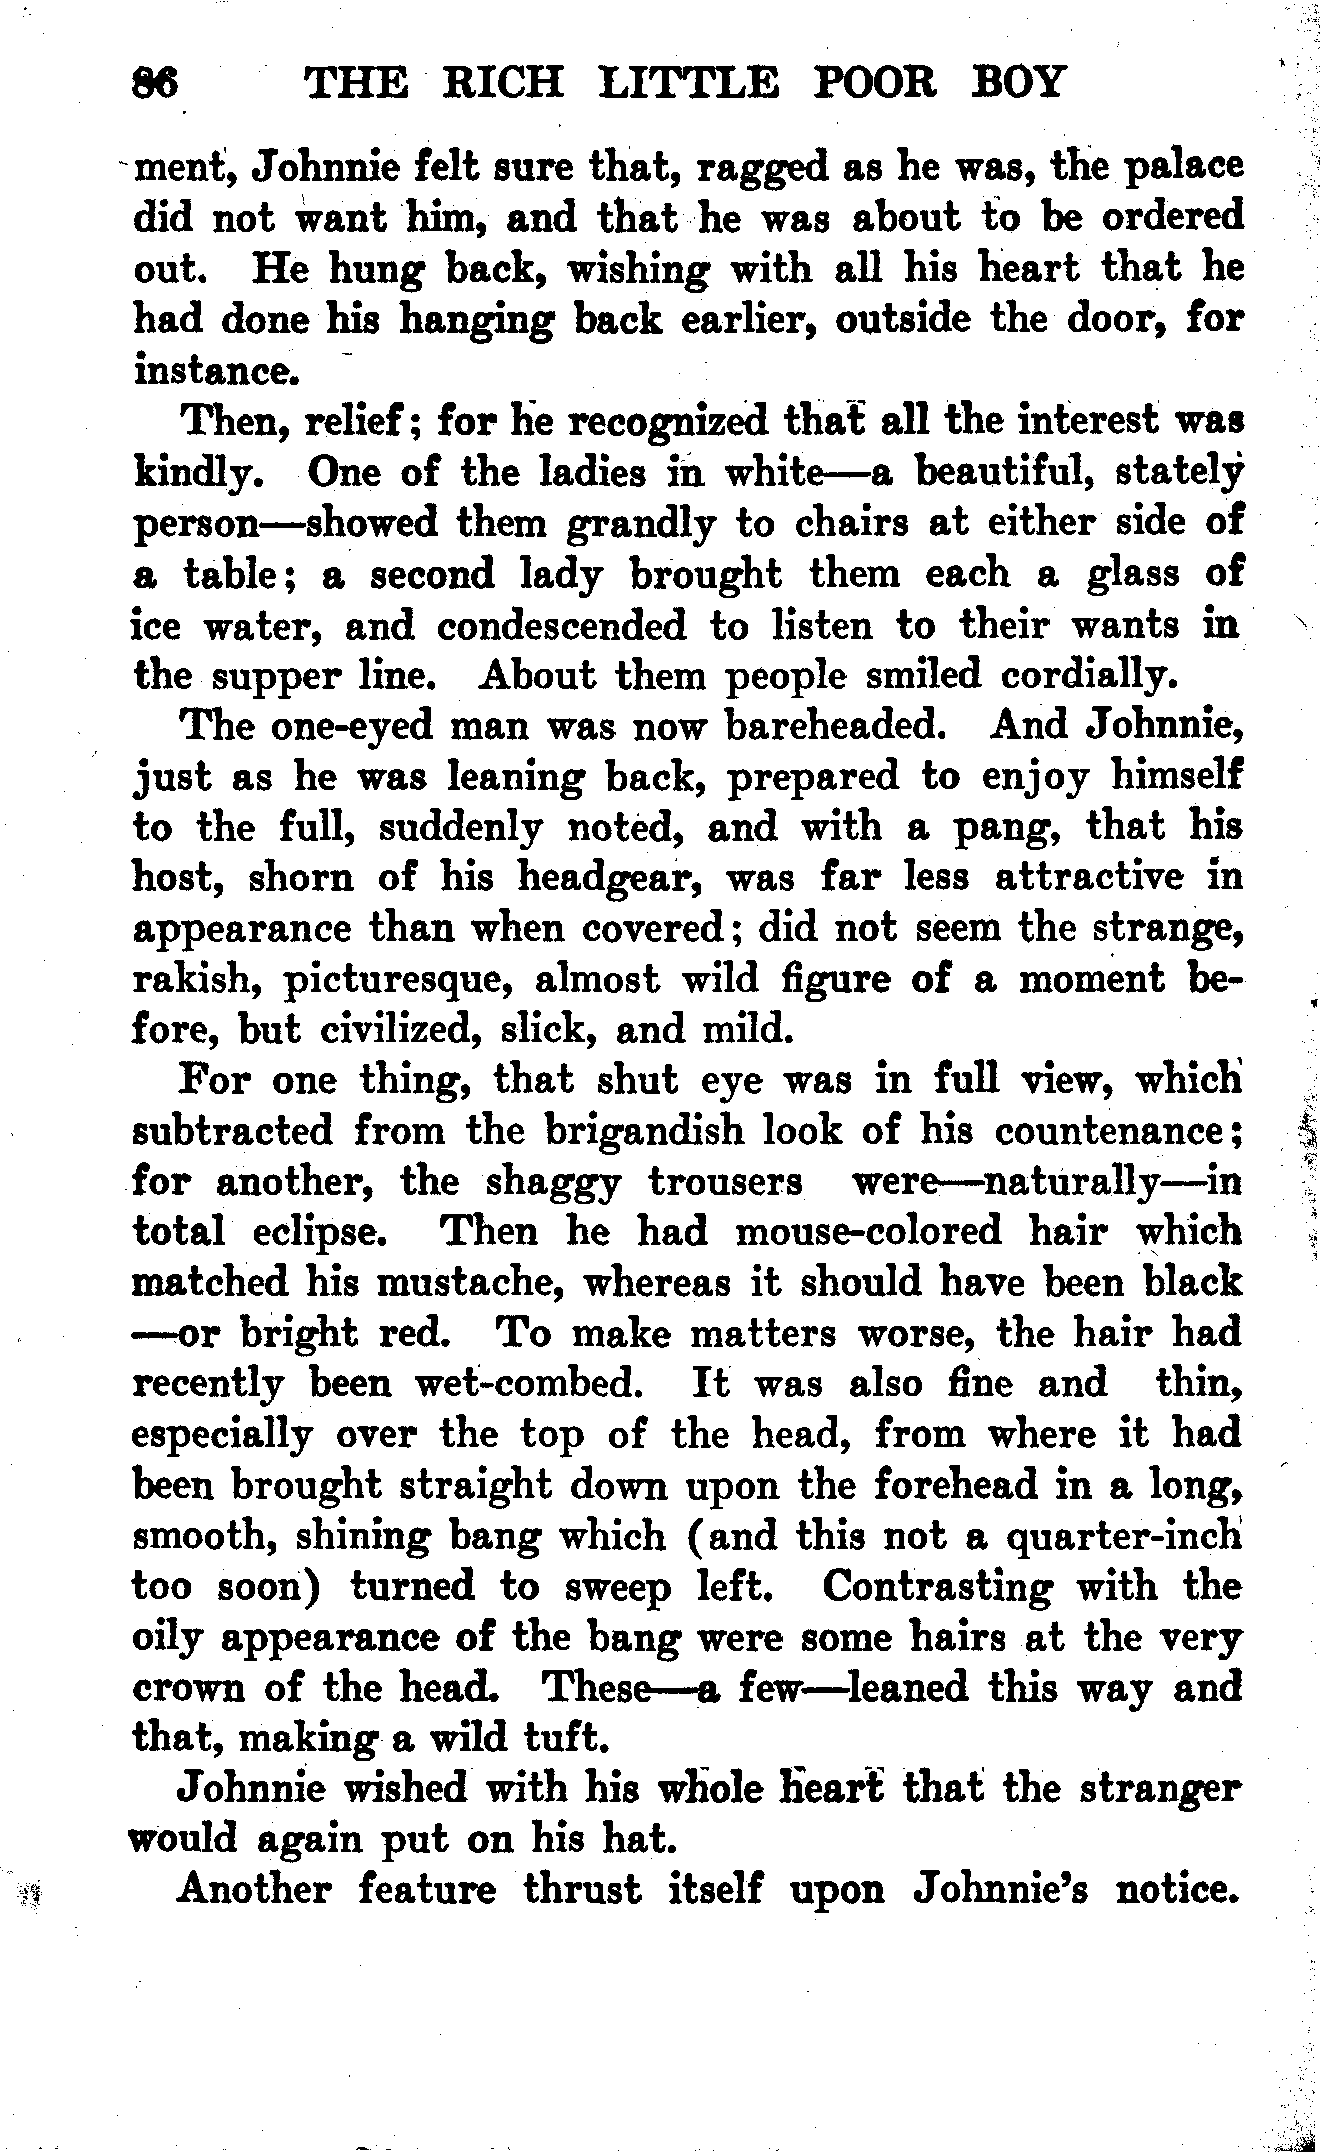 86 THE RICH LITTLE POOR BOY
ment, Johnnie felt sure that, ragged as he was, the palace
did not want him, and that he was about to be ordered
out. He hung back, wishing with all his heart that he
had done his hanging back earlier, outside the door, for
instance.
Then, relief; for he recognized that all the interest was
kindly. One of the ladies in white—a beautiful, stately
person—showed them grandly to chairs at either side of
a table; a second lady brought them each a glass of
ice water, and condescended to listen to their wants in
the supper line. About them people smiled cordially.
The one-eyed man was now bareheaded. And Johnnie,
just as he was leaning back, prepared to enjoy himself
to the full, suddenly noted, and with a pang, that his
host, shorn of his headgear, was far less attractive in
appearance than when covered; did not seem the strange,
rakish, picturesque, almost wild figure of a moment be-
fore, but civilized, slick, and mild.
For one thing, that shut eye was in full view, which
subtracted from the brigandish look of his countenance;
for another, the shaggy trousers were—naturally—in
total eclipse. Then he had mouse-colored hair which
matched his mustache, whereas it should have been black
—or bright red. To make matters worse, the hair had
recently been wet-combed. It was also fine and thin,
especially over the top of the head, from where it had
been brought straight down upon the forehead in a long,
smooth, shining bang which (and this not a quarter-inch
too soon) turned to sweep left. Contrasting with the
oily appearance of the bang were some hairs at the very
crown of the head. These—a few—leaned this way and
that, making a wild tuft.
Johnnie wished with his whole heart that the stranger
would again put on his hat.
Another feature thrust itself upon Johnnie's notice.